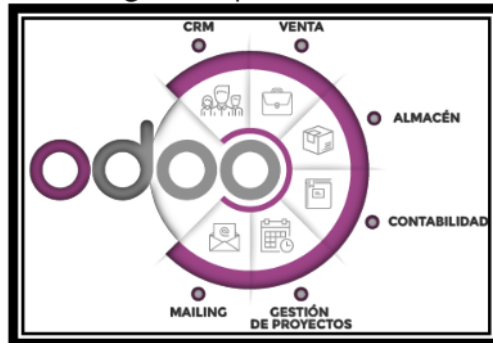 CRM
VENTA
ALMACÉN
odoo
CONTABILIDAD
MAILING
GESTIÓN
DE PROYECTOS